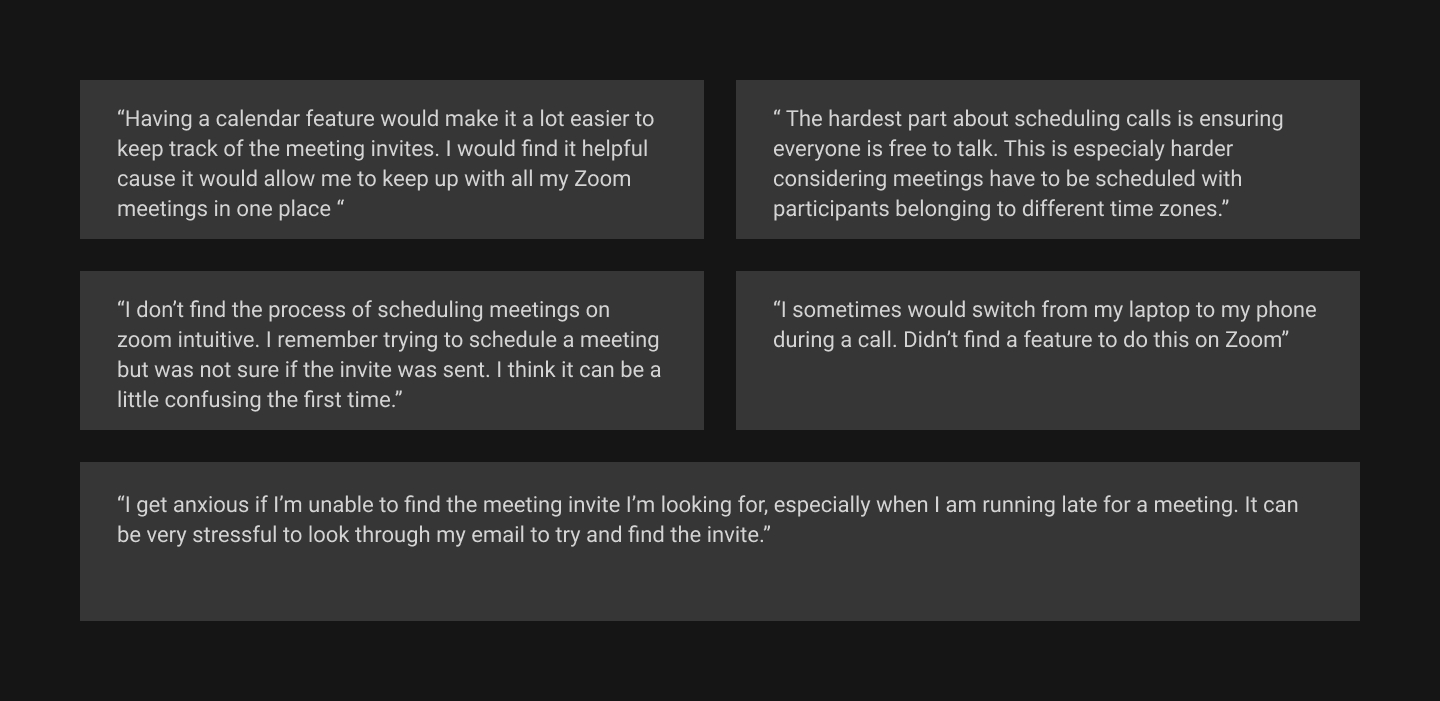 “Having a calendar feature would make it a lot easier to
keep track of the meeting invites. I would find it helpful
cause it would allow me to keep up with all my Zoom
meetings in one place “
“ The hardest part about scheduling calls is ensuring
everyone is free to talk. This is especialy harder
considering meetings have to be scheduled with
participants belonging to different time zones.”
“I don’t find the process of scheduling meetings on
zoom intuitive. I remember trying to schedule a meeting
but was not sure if the invite was sent. I think it can be a
little confusing the first time.”
“I sometimes would switch from my laptop to my phone
during a call. Didn’t find a feature to do this on Zoom”
“I get anxious if I’m unable to find the meeting invite I’m looking for, especially when I am running late for a meeting. It can
be very stressful to look through my email to try and find the invite.”